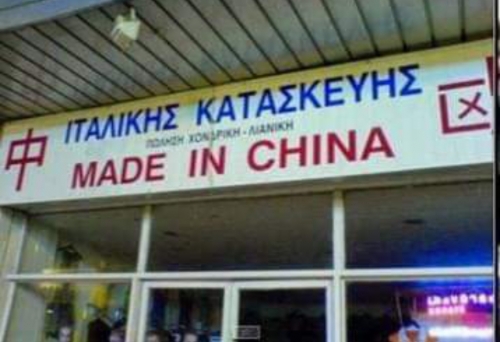 中 ΙΤΑΛΙΚΗΣ ΚΑΤΑΣΚΕΥΗΣ 区
ΠΩΛΗΣΗ ΧΟΝΔΡΙΚΗ - ΛΙΑΝΙΚΗ
MADE IN CHINA